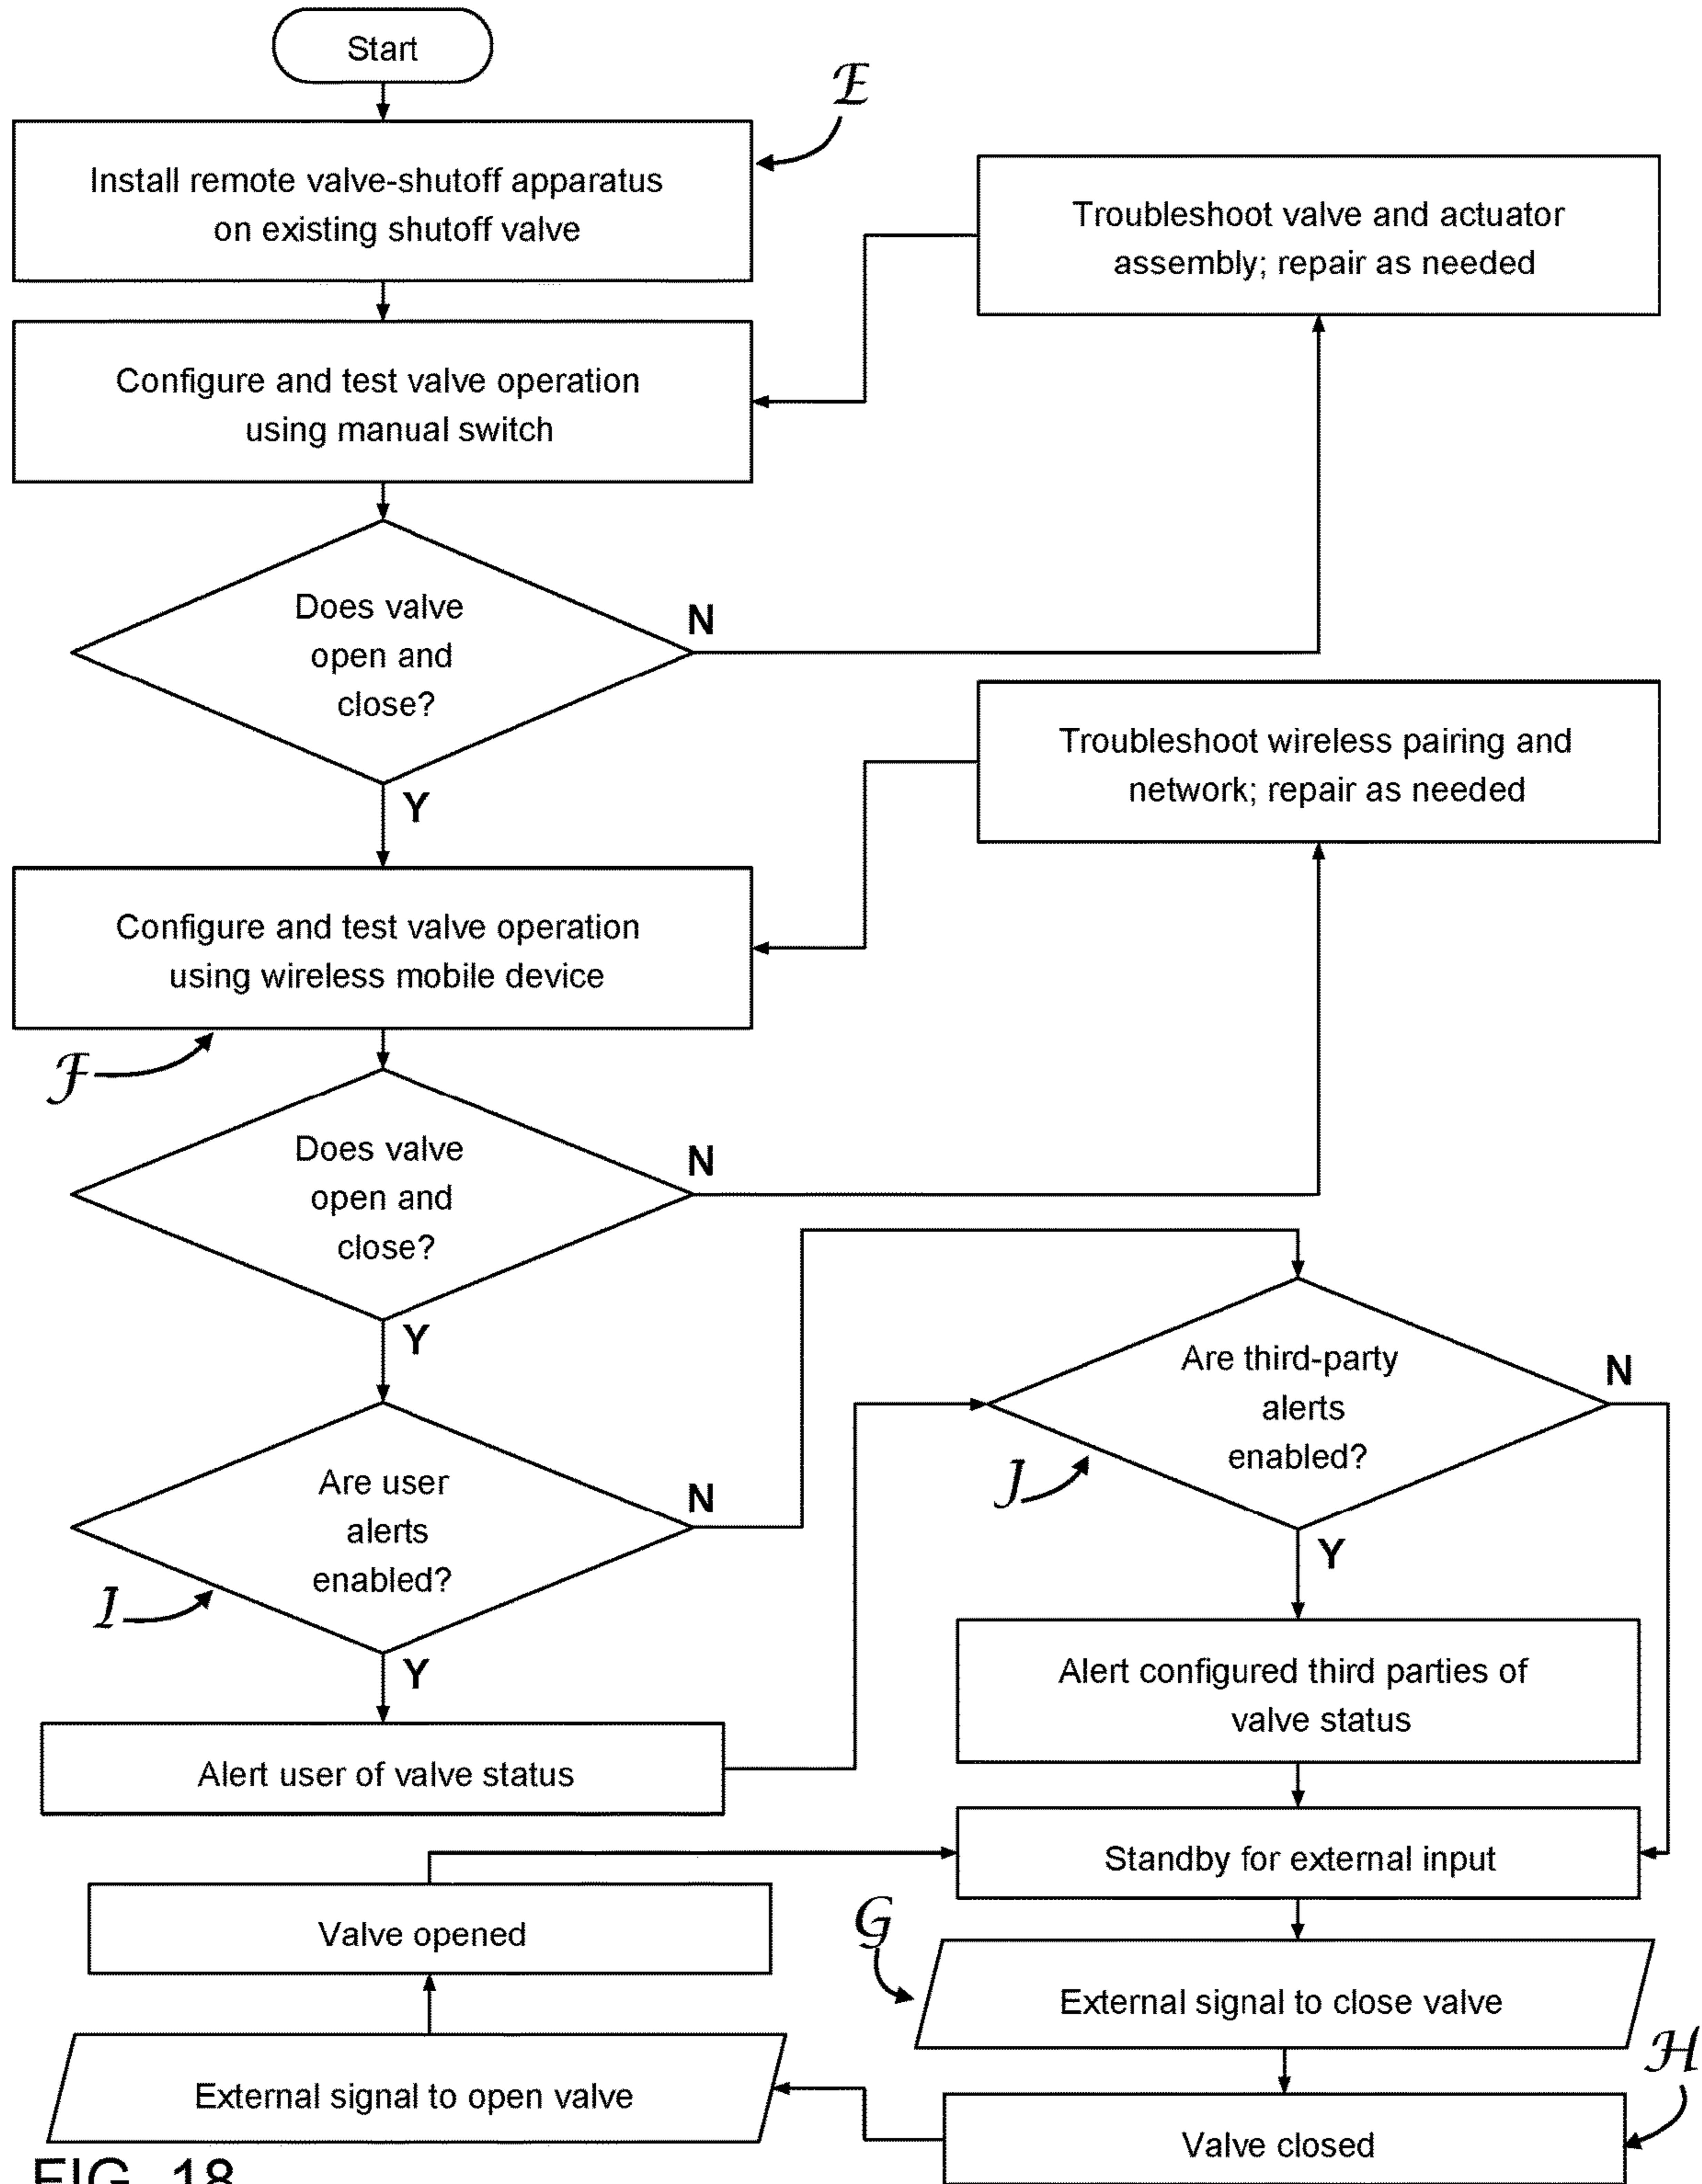 Start
E
Install remote valve-shutoff apparatus
on existing shutoff valve
Troubleshoot valve and actuator
assembly; repair as needed
Configure and test valve operation
using manual switch
Does valve
open and
close?
N
Y
Troubleshoot wireless pairing and
network; repair as needed
Configure and test valve operation
using wireless mobile device
F
Does valve
open and
close?
N
Y
Are third-party
alerts
enabled?
N
J
Y
Are user
alerts
enabled?
N
I
Y
Alert configured third parties of
valve status
Alert user of valve status
Standby for external input
Valve opened
G
External signal to close valve
H
External signal to open valve
Valve closed
FIG. 18